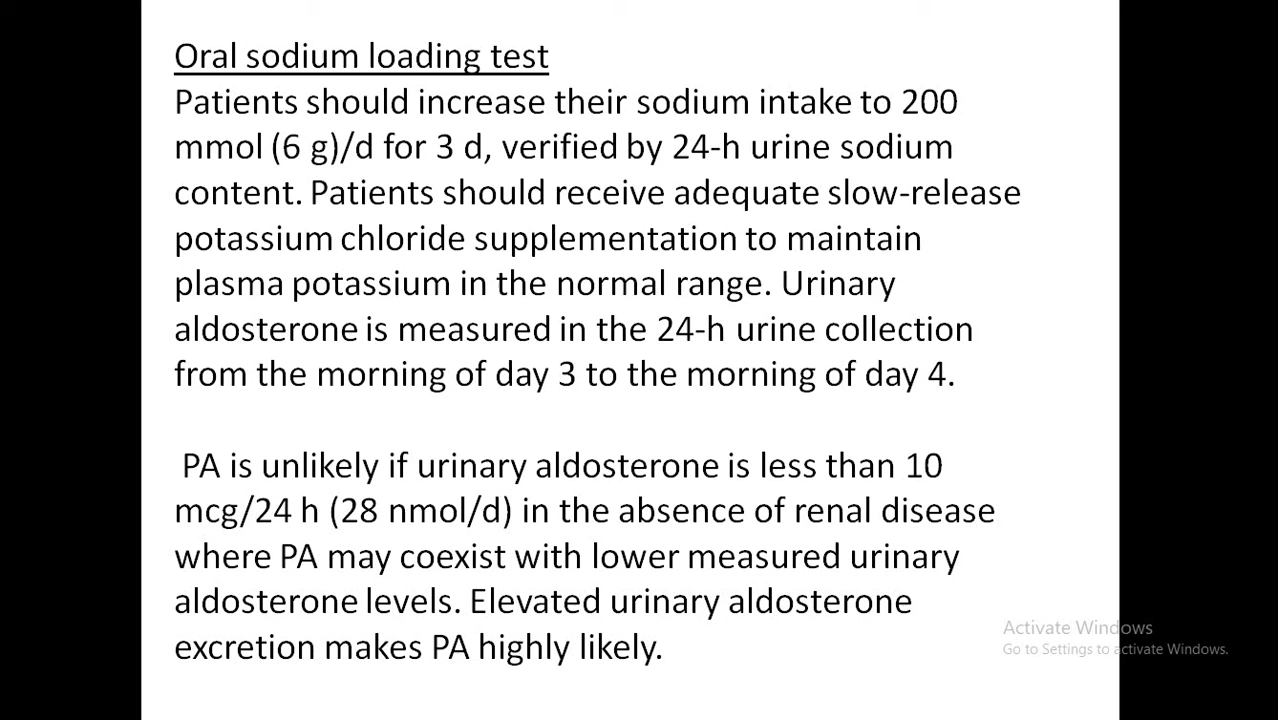 Oral sodium loading test
Patients should increase their sodium intake to 200
mmol (6 g)/d for 3 d, verified by 24-h urine sodium
content. Patients should receive adequate slow-release
potassium chloride supplementation to maintain
plasma potassium in the normal range. Urinary
aldosterone is measured in the 24-h urine collection
from the morning of day 3 to the morning of day 4.
PA is unlikely if urinary aldosterone is less than 10
mcg/24 h (28 nmol/d) in the absence of renal disease
where PA may coexist with lower measured urinary
aldosterone levels. Elevated urinary aldosterone
excretion makes PA highly likely.
Activate Windows
Go to Settings to activate Windows.